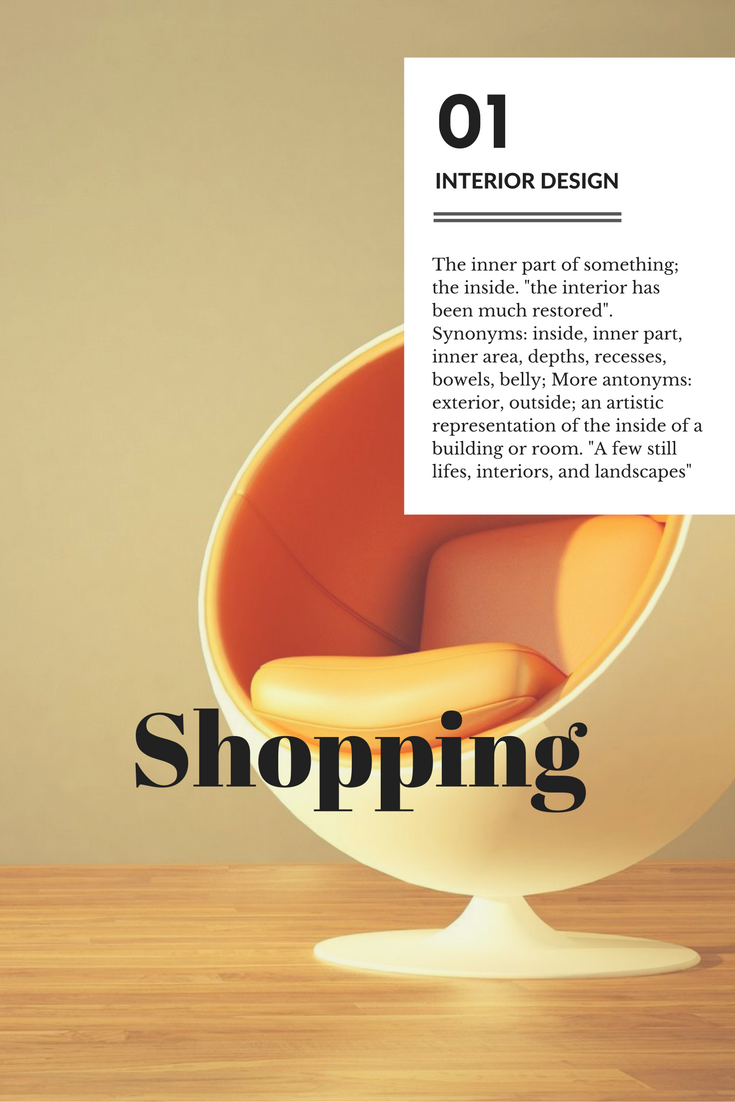 01
INTERIOR DESIGN
The inner part of something;
the inside. "the interior has
been much restored".
Synonyms: inside, inner part,
inner area, depths, recesses,
bowels, belly; More antonyms:
exterior, outside; an artistic
representation of the inside of a
building or room. "A few still
lifes, interiors, and landscapes"
Shopping